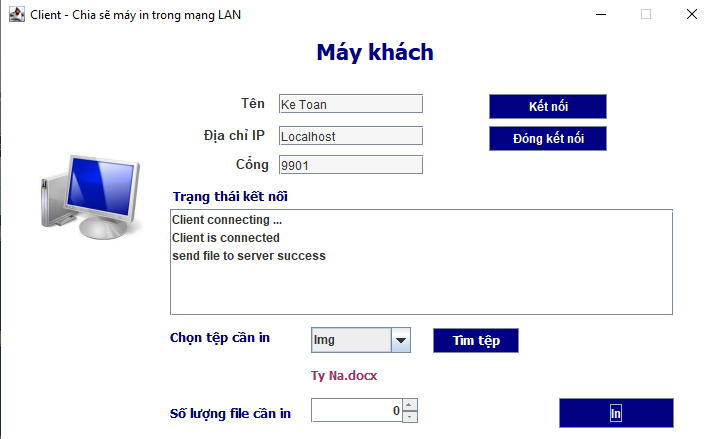 Client - Chia sẽ máy in trong mạng LAN
Máy khách
Tên
Ke Toan
Kết nối
Địa chỉ IP
Localhost
Đóng kết nối
Cổng
9901
Trạng thái kết nối
Client connecting ...
Client is connected
send file to server success
Chọn tệp cần in
Img
Tìm tệp
Ty Na.docx
Số lượng file cần in
0
In